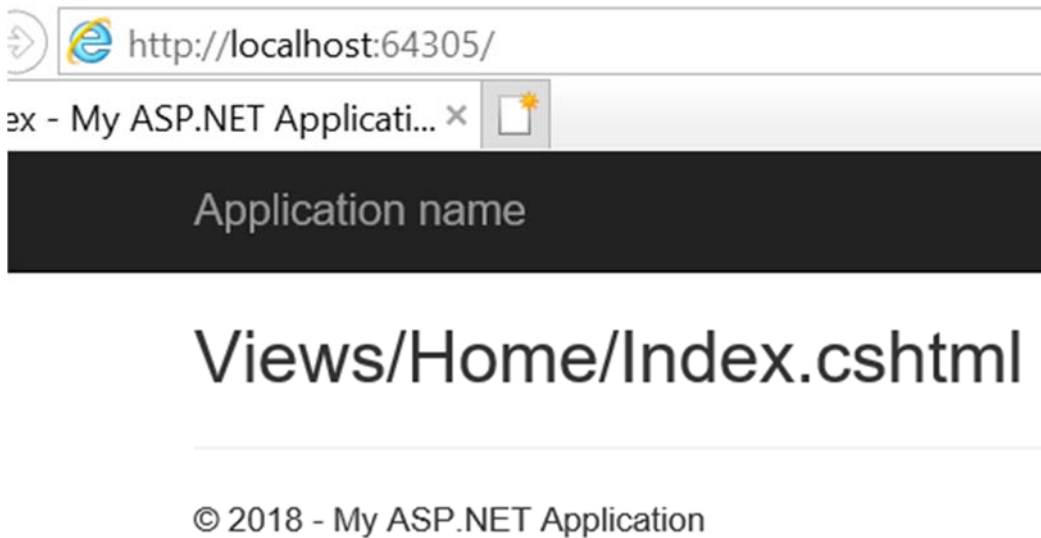 http://localhost:64305/
ex - My ASP.NET Applicati...
Application name
Views/Home/Index.cshtml
© 2018 - My ASP.NET Application